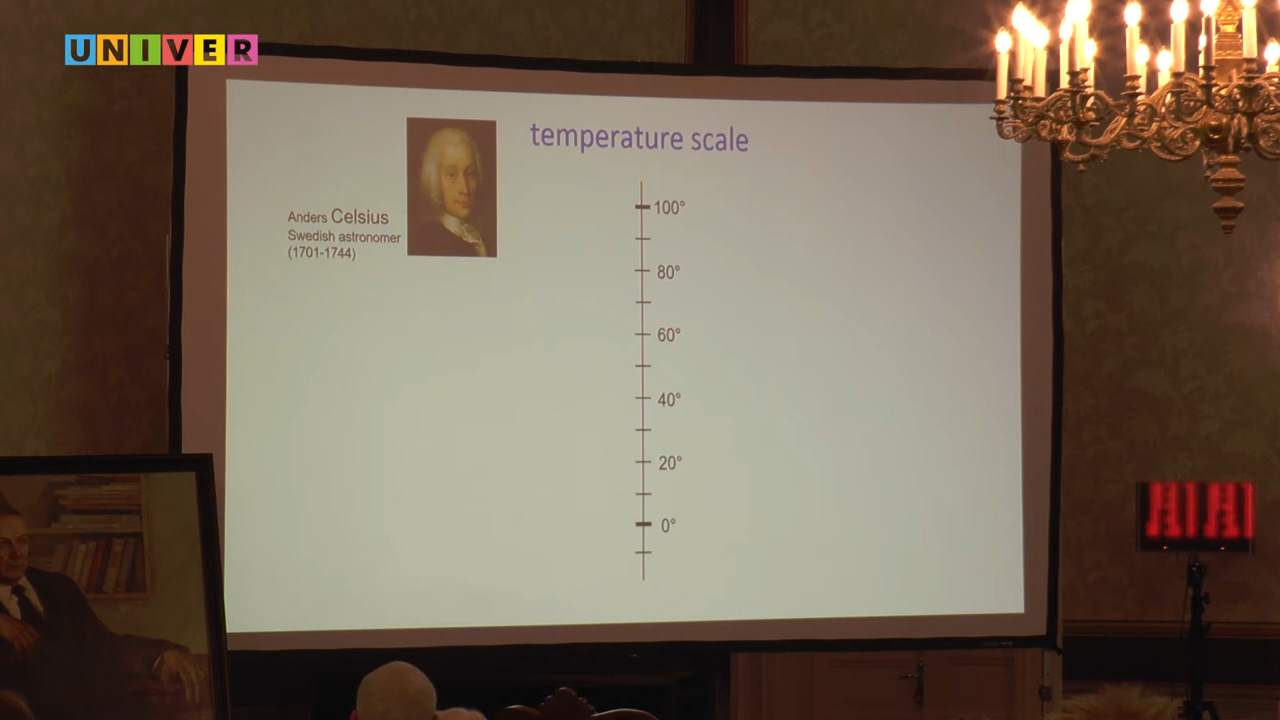 UNIVER
temperature scale
Anders Celsius
Swedish astronomer
(1701-1744)
100°
80°
60°
40°
20°
0°